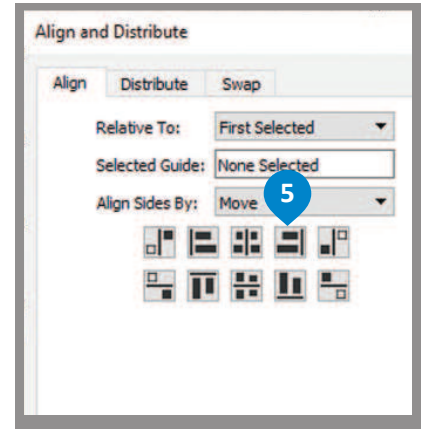 Align and Distribute
Align Distribute Swap
Relative To: First Selected
Selected Guide: None Selected
Align Sides By: Move
5